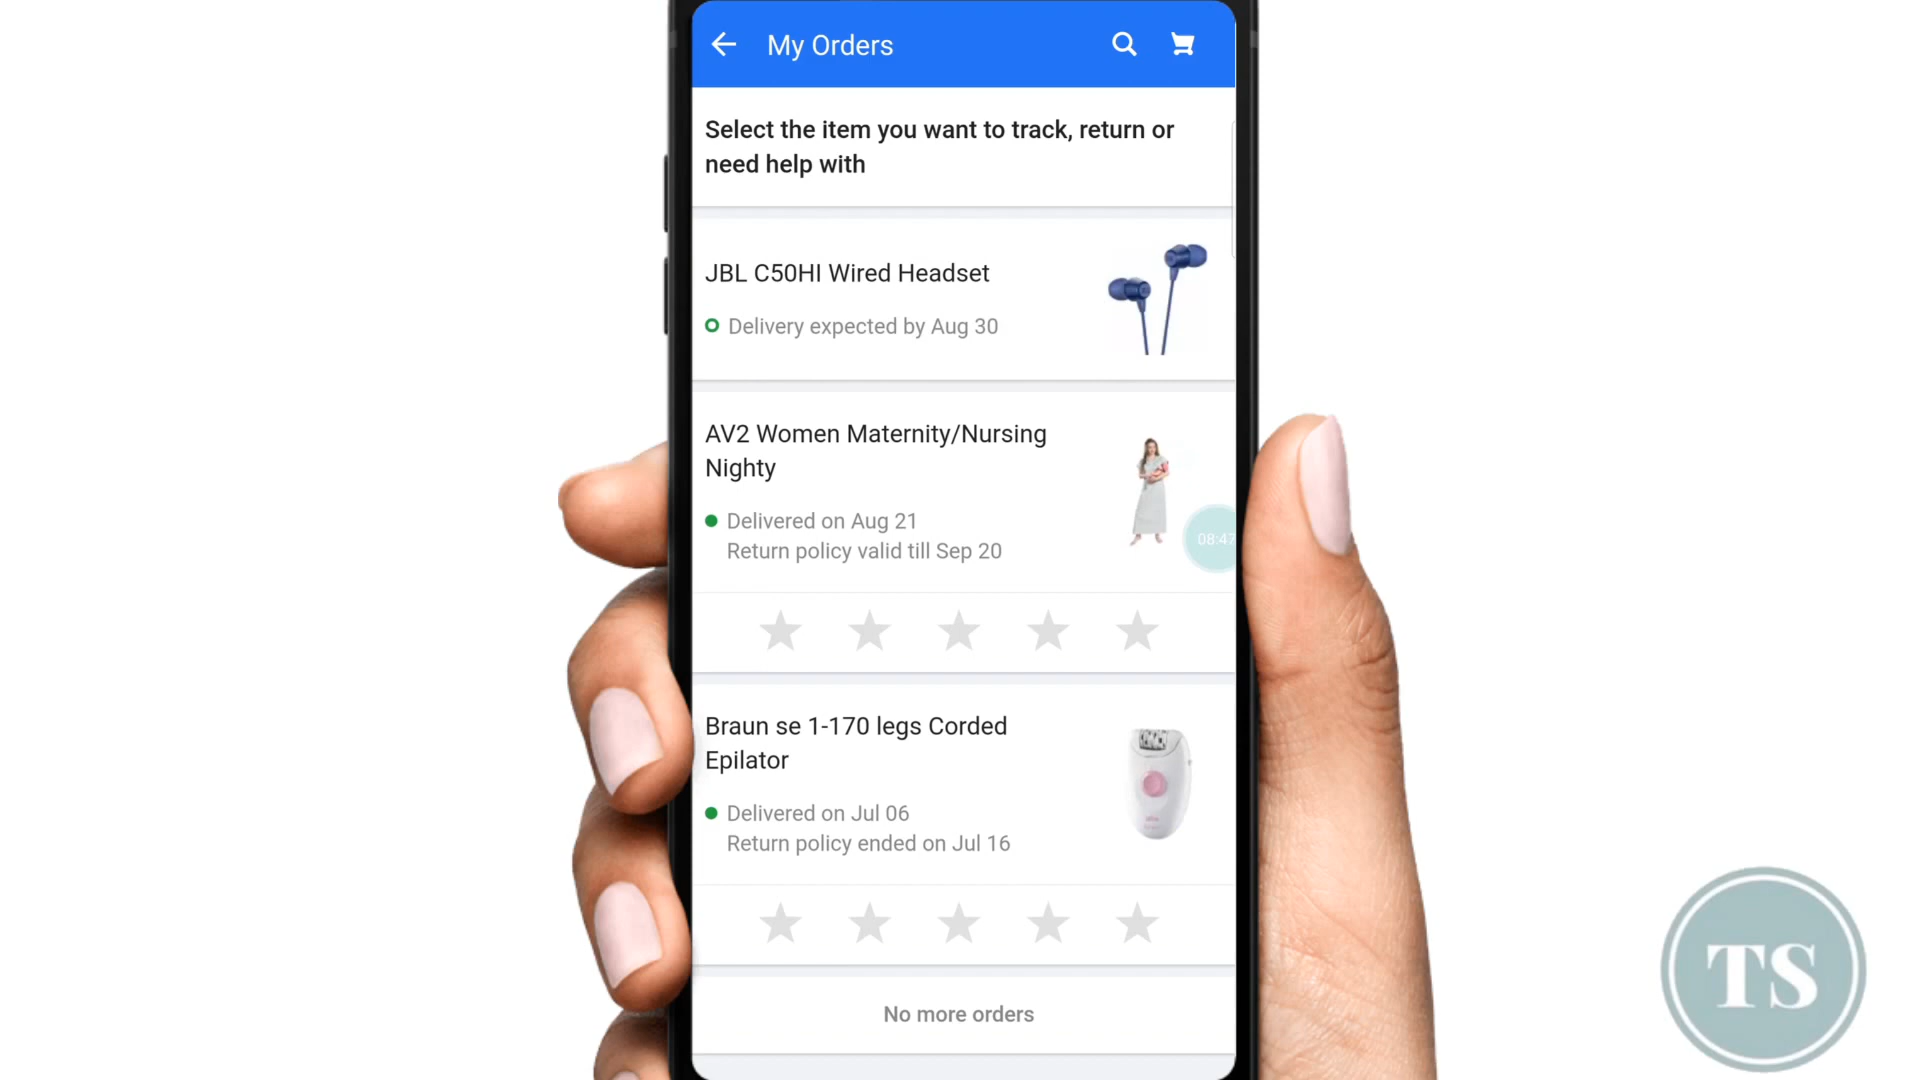 My Orders
Select the item you want to track, return or
need help with
JBL C50HI Wired Headset
Delivery expected by Aug 30
AV2 Women Maternity/Nursing
Nighty
Delivered on Aug 21
Return policy valid till Sep 20
08:47
Braun se 1-170 legs Corded
Epilator
Delivered on Jul 06
Return policy ended on Jul 16
No more orders
TS